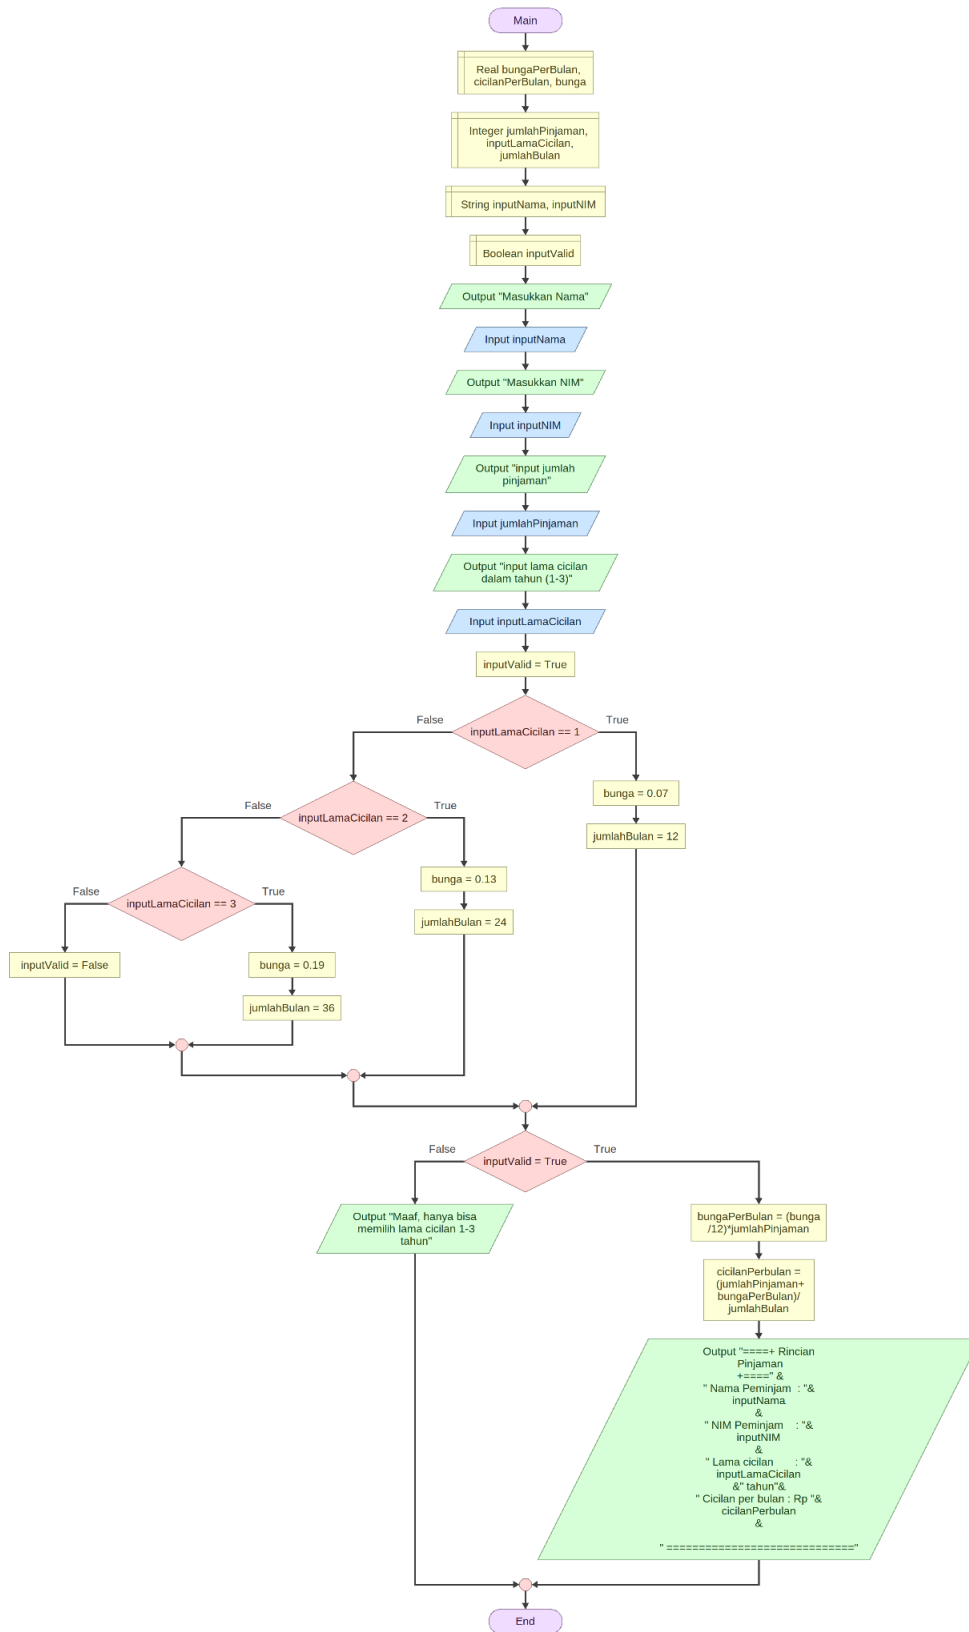 Main
Real bungaPerBulan,
cicilanPerBulan, bunga
Integer jumlahPinjaman,
inputLamaCicilan,
jumlahBulan
String inputNama, inputNIM
Boolean inputValid
Output "Masukkan Nama"
Input inputNama
Output "Masukkan NIM"
Input inputNIM
Output "input jumlah
pinjaman"
Input jumlahPinjaman
Output "input lama cicilan
dalam tahun (1-3)"
Input inputLamaCicilan
inputValid = True
False
True
inputLamaCicilan == 1
bunga = 0.07
jumlahBulan = 12
False
True
inputLamaCicilan == 2
bunga = 0.13
jumlahBulan = 24
False
True
inputLamaCicilan == 3
inputValid = False
bunga = 0.19
jumlahBulan = 36
False
True
inputValid = True
Output "Maaf, hanya bisa
memilih lama cicilan 1-3
tahun"
bungaPerBulan = (bunga
/12)*jumlahPinjaman
cicilanPerbulan =
(jumlahPinjaman+
bungaPerBulan)/
jumlahBulan
Output "====+ Rincian
Pinjaman
+====" &
" Nama Peminjam  : "&
inputNama
&
" NIM Peminjam    : "&
inputNIM
&
" Lama cicilan       : "&
inputLamaCicilan
&" tahun"&
" Cicilan per bulan : Rp "&
cicilanPerbulan
&
" ============================="
End